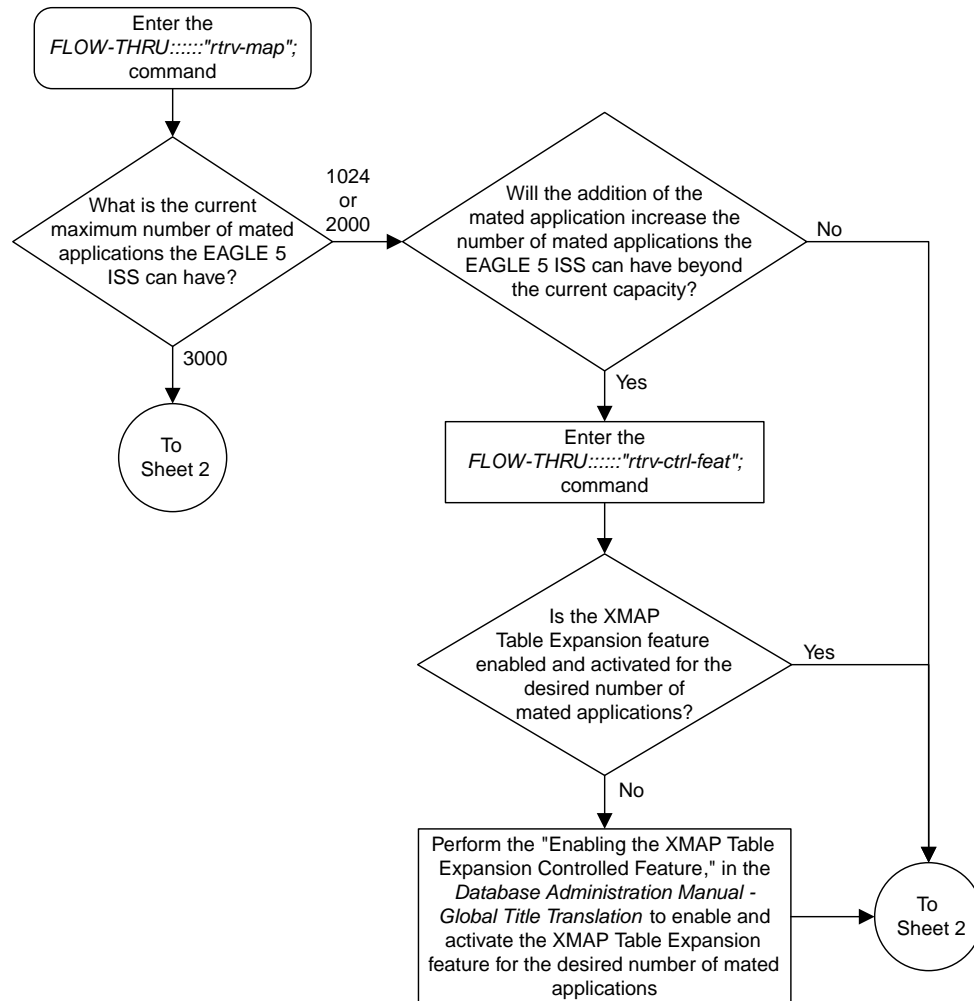 Enter the
FLOW-THRU::::::"rtrv-map";
command
What is the current
maximum number of mated
applications the EAGLE 5
ISS can have?
1024
or
2000
3000
To
Sheet 2
Will the addition of the
mated application increase the
number of mated applications the
EAGLE 5 ISS can have beyond
the current capacity?
No
Yes
Enter the
FLOW-THRU::::::"rtrv-ctrl-feat";
command
Is the XMAP
Table Expansion feature
enabled and activated for the
desired number of
mated applications?
Yes
No
Perform the "Enabling the XMAP Table
Expansion Controlled Feature," in the
Database Administration Manual -
Global Title Translation to enable and
activate the XMAP Table Expansion
feature for the desired number of mated
applications
To
Sheet 2